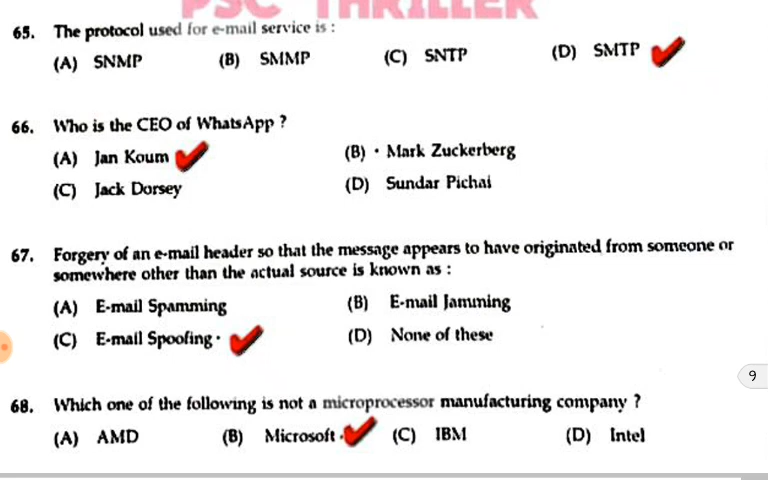 PSC THRILLER
65. The protocol used for e-mail service is :
(A) SNMP (B) SMMP (C) SNTP (D) SMTP
66. Who is the CEO of WhatsApp ?
(A) Jan Koum (B) · Mark Zuckerberg
(C) Jack Dorsey (D) Sundar Pichai
67. Forgery of an e-mail header so that the message appears to have originated from someone or
somewhere other than the actual source is known as :
(A) E-mail Spamming (B) E-mail Jamming
(C) E-mail Spoofing · (D) None of these
9
68. Which one of the following is not a microprocessor manufacturing company ?
(A) AMD (B) Microsoft · (C) IBM (D) Intel